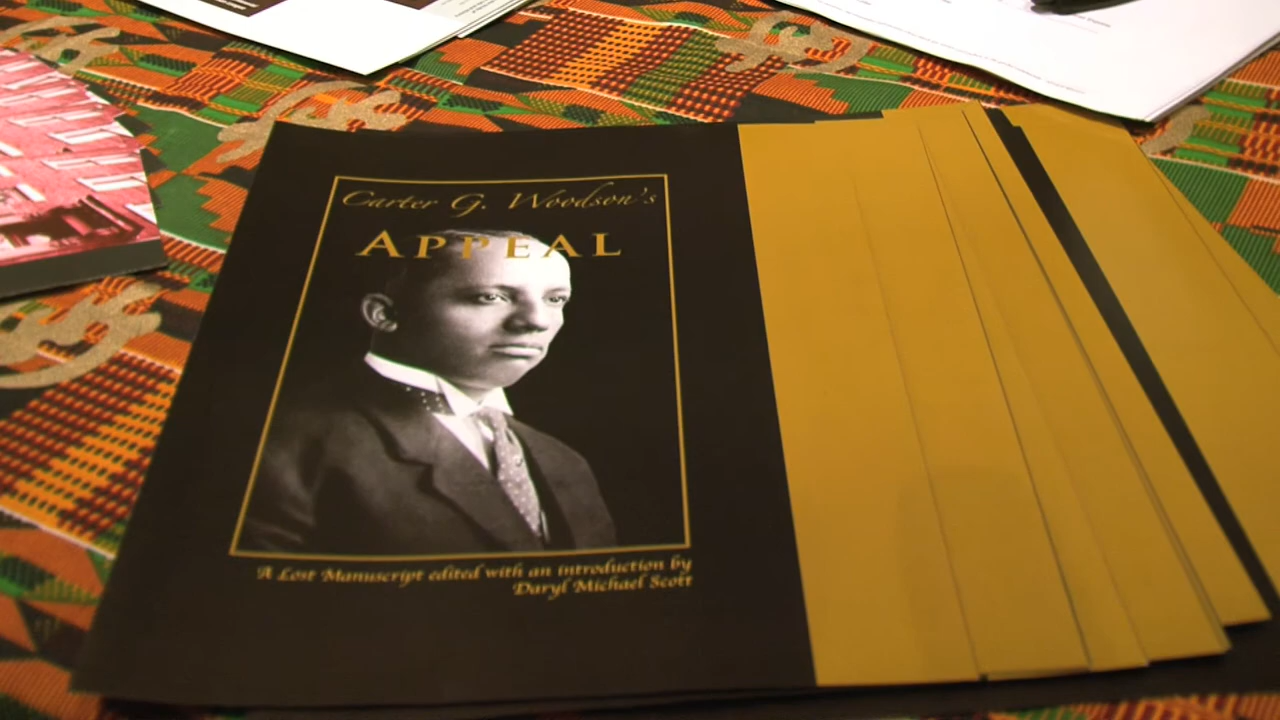 Carter G. Woodson's
APPEAL
A Lost Manuscript edited with an introduction by
Daryl Michael Scott